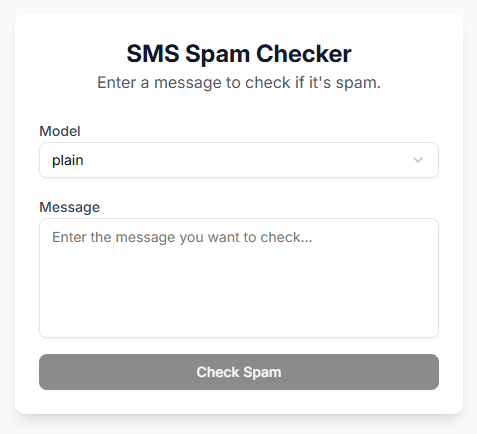 SMS Spam Checker
Enter a message to check if it's spam.
Model
plain
Message
Enter the message you want to check...
Check Spam